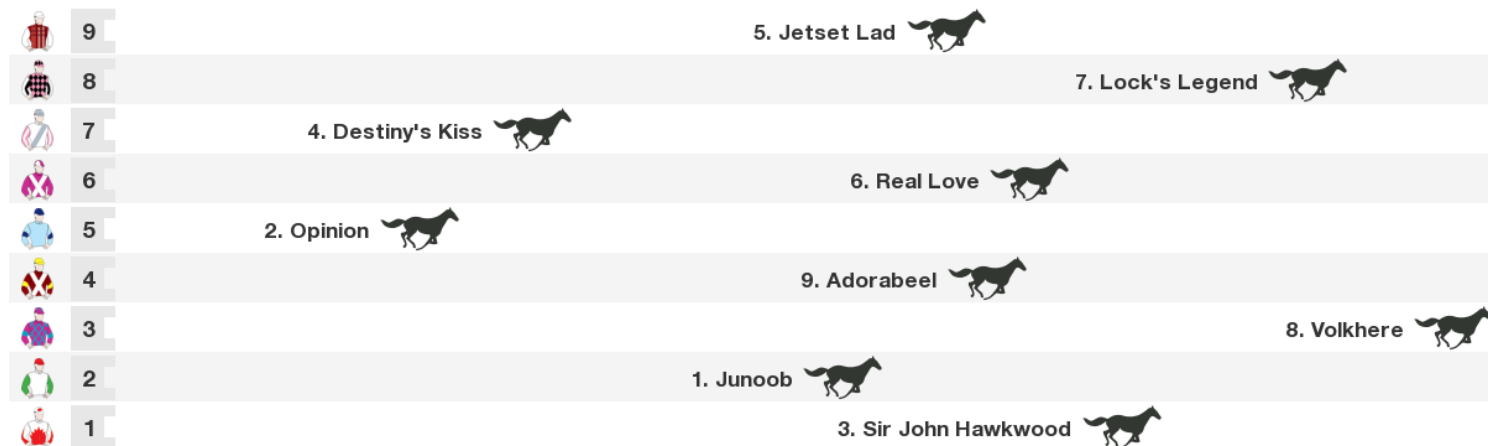 9 5. Jetset Lad
8 7. Lock's Legend
7 4. Destiny's Kiss
6 6. Real Love
5 2. Opinion
4 9. Adorabeel
3 8. Volkhere
2 1. Junoob
1 3. Sir John Hawkwood